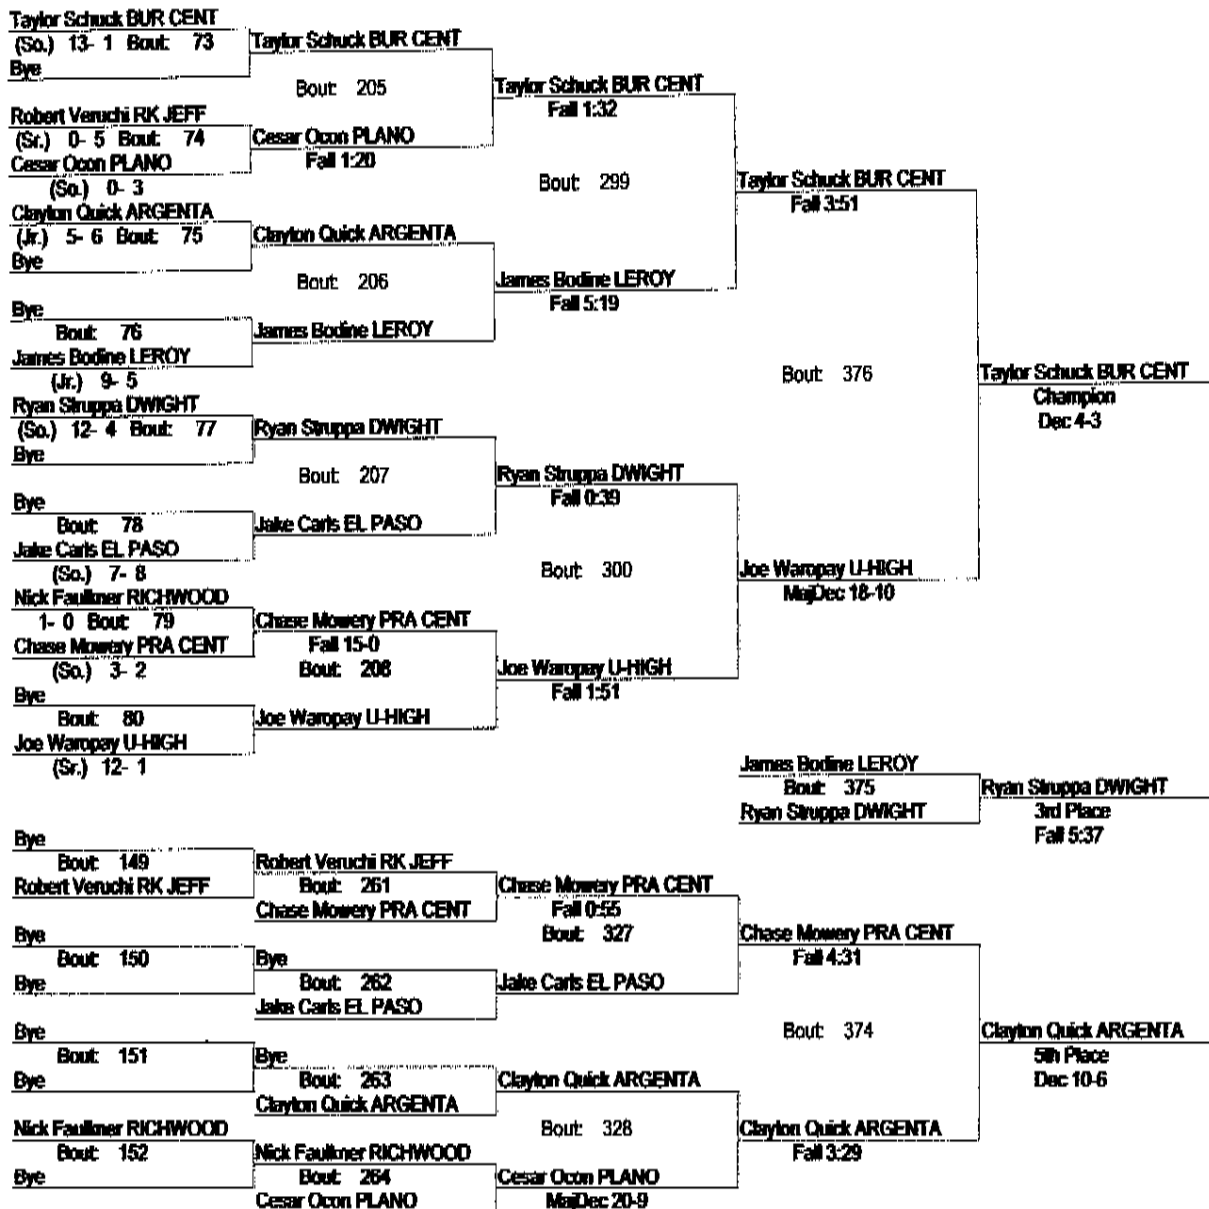 Taylor Schuck BUR CENT
(So.) 13- 1 Bout: 73
Bye
Taylor Schuck BUR CENT
Bout: 205
Robert Veruchi RK JEFF
(Sr.) 0- 5 Bout: 74
Cesar Ocon PLANO
(So.) 0- 3
Cesar Ocon PLANO
Fall 1:20
Taylor Schuck BUR CENT
Fall 1:32
Bout: 299
Clayton Quick ARGENTA
(Jr.) 5- 6 Bout: 75
Bye
Clayton Quick ARGENTA
Bout: 206
Bye
Bout: 76
James Bodine LEROY
(Jr.) 9- 5
James Bodine LEROY
James Bodine LEROY
Fall 5:19
Taylor Schuck BUR CENT
Fall 3:51
Bout: 376
Taylor Schuck BUR CENT
Champion
Dec 4-3
Ryan Struppa DWIGHT
(So.) 12- 4 Bout: 77
Bye
Ryan Struppa DWIGHT
Bout: 207
Bye
Bout: 78
Jake Carls EL PASO
(So.) 7- 8
Jake Carls EL PASO
Ryan Struppa DWIGHT
Fall 0:39
Bout: 300
Nick Faulkner RICHWOOD
1- 0 Bout: 79
Chase Mowery PRA CENT
(So.) 3- 2
Chase Mowery PRA CENT
Fall 15-0
Bout: 208
Bye
Bout: 80
Joe Waropay U-HIGH
(Sr.) 12- 1
Joe Waropay U-HIGH
Joe Waropay U-HIGH
Fall 1:51
Joe Waropay U-HIGH
MajDec 18-10
James Bodine LEROY
Bout: 375
Ryan Struppa DWIGHT
Ryan Struppa DWIGHT
3rd Place
Fall 5:37
Bye
Bout: 149
Robert Veruchi RK JEFF
Robert Veruchi RK JEFF
Bout: 261
Chase Mowery PRA CENT
Chase Mowery PRA CENT
Fall 0:55
Bout: 327
Bye
Bout: 150
Bye
Bye
Bout: 262
Jake Carls EL PASO
Jake Carls EL PASO
Chase Mowery PRA CENT
Fall 4:31
Bout: 374
Bye
Bout: 151
Bye
Bye
Bout: 263
Clayton Quick ARGENTA
Clayton Quick ARGENTA
Bout: 328
Nick Faulkner RICHWOOD
Bout: 152
Bye
Nick Faulkner RICHWOOD
Bout: 264
Cesar Ocon PLANO
Cesar Ocon PLANO
MajDec 20-9
Clayton Quick ARGENTA
Fall 3:29
Clayton Quick ARGENTA
5th Place
Dec 10-6